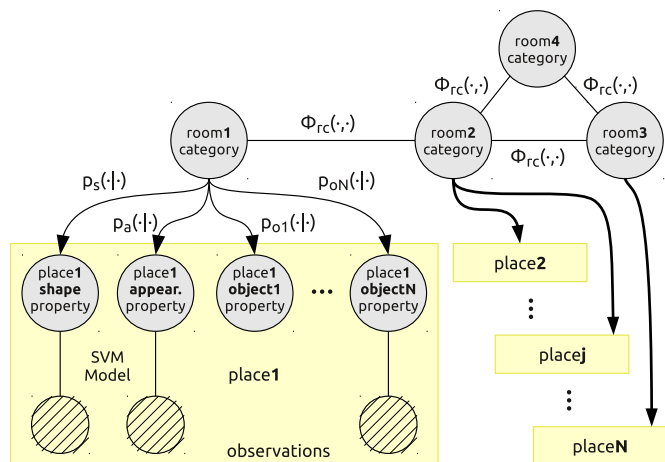 room4
category
Φrc(·,·)
Φrc(·,·)
room1
category
Φrc(·,·)
room2
category
Φrc(·,·)
room3
category
ps(·|·)
pa(·|·)
po1(·|·)
poN(·|·)
place1
shape
property
place1
appear.
property
place1
object1
property
...
place1
objectN
property
SVM
Model
place1
observations
place2
placej
placeN